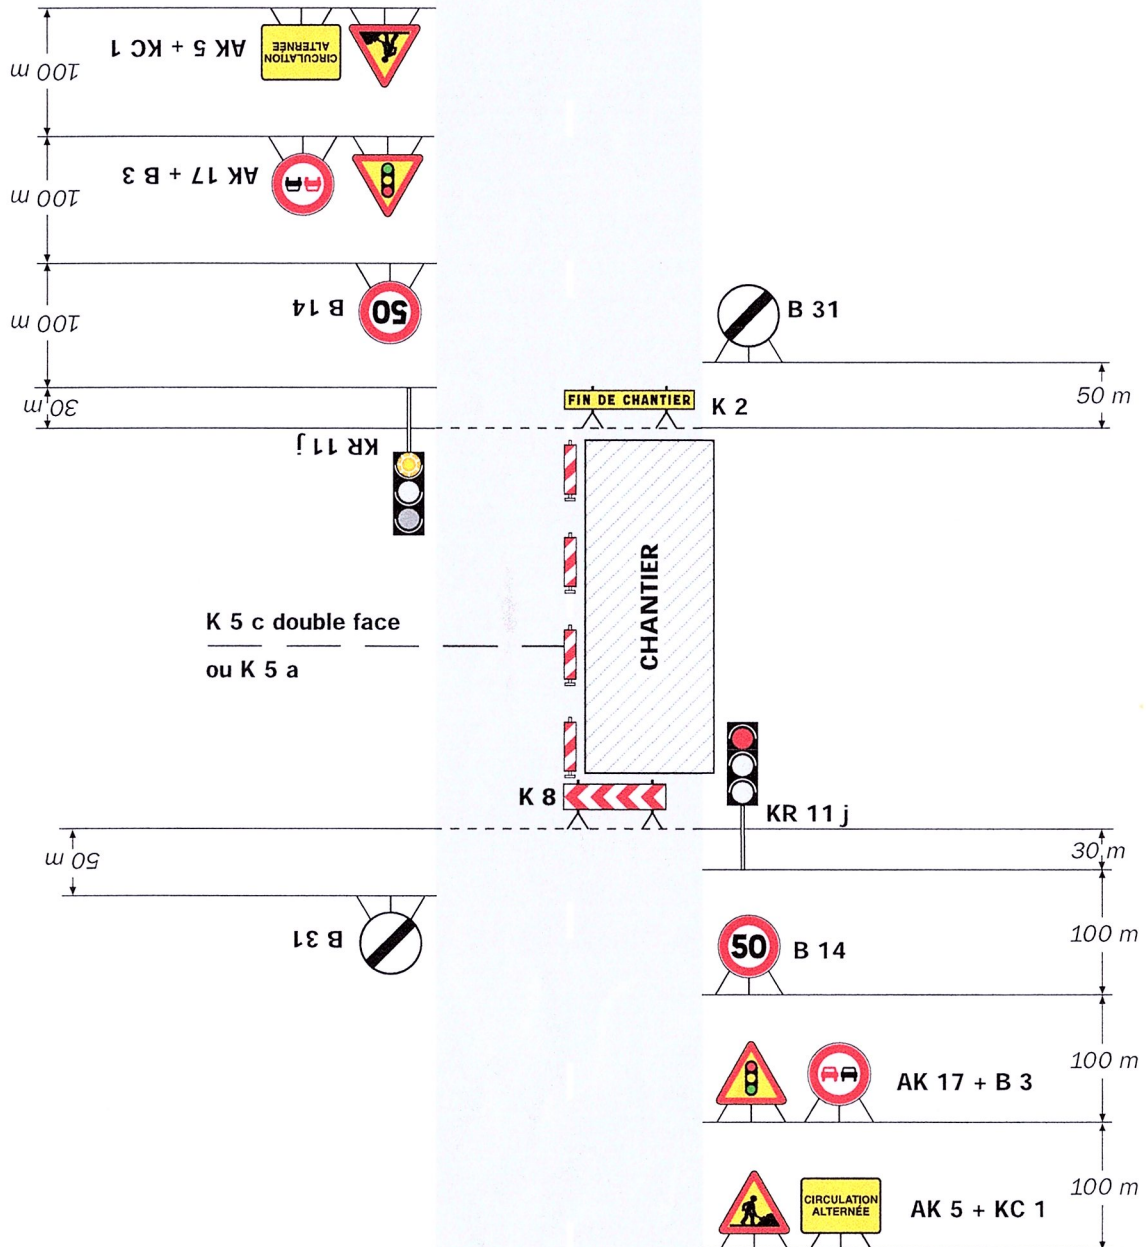 AK 5 + KC 1
CIRCULATION
ALTERNÉE
100 m
AK 17 + B 3
100 m
B 14
50
100 m
B 31
50 m
30 m
FIN DE CHANTIER
K 2
KR 11 j
CHANTIER
K 5 c double face
ou K 5 a
K 8
KR 11 j
30 m
50 m
B 31
50
B 14
100 m
AK 17 + B 3
100 m
CIRCULATION
ALTERNÉE
AK 5 + KC 1
100 m